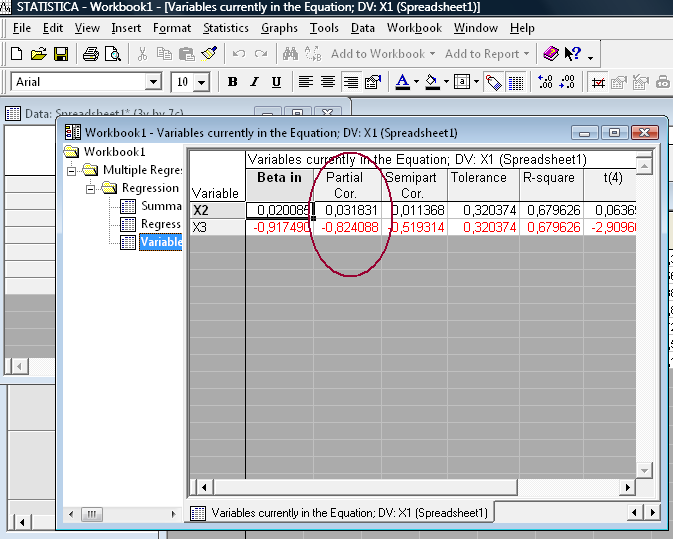 STATISTICA - Workbook1 - [Variables currently in the Equation; DV: X1 (Spreadsheet1)]
File Edit View Insert Format Statistics Graphs Tools Data Workbook Window Help
Add to Workbook Add to Report
Arial 10 B I U
Data: Spreadsheet1* (3v by 7c)
Workbook1 - Variables currently in the Equation; DV: X1 (Spreadsheet1)
Workbook1
Multiple Regre
Regression
Summa
Regres
Variable
Variables currently in the Equation; DV: X1 (Spreadsheet1)
Variable Beta in Partial Cor. Semipart Cor. Tolerance R-square t(4)
X2 0,020085 0,031831 0,011368 0,320374 0,679626 0,0636
X3 -0,917490 -0,824088 -0,519314 0,320374 0,679626 -2,9096
Variables currently in the Equation; DV: X1 (Spreadsheet1)